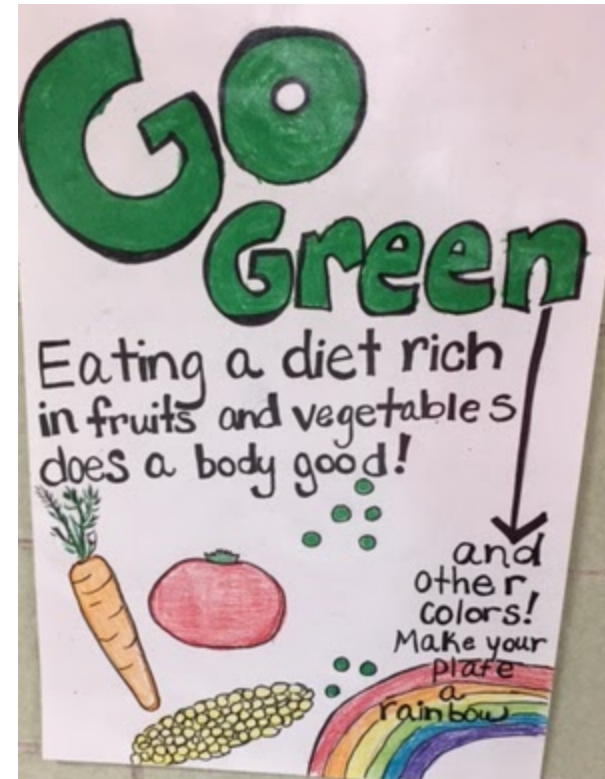 Go
Green
Eating a diet rich
in fruits and vegetables
does a body good!
and
other
colors!
Make your
plate
a
rainbow